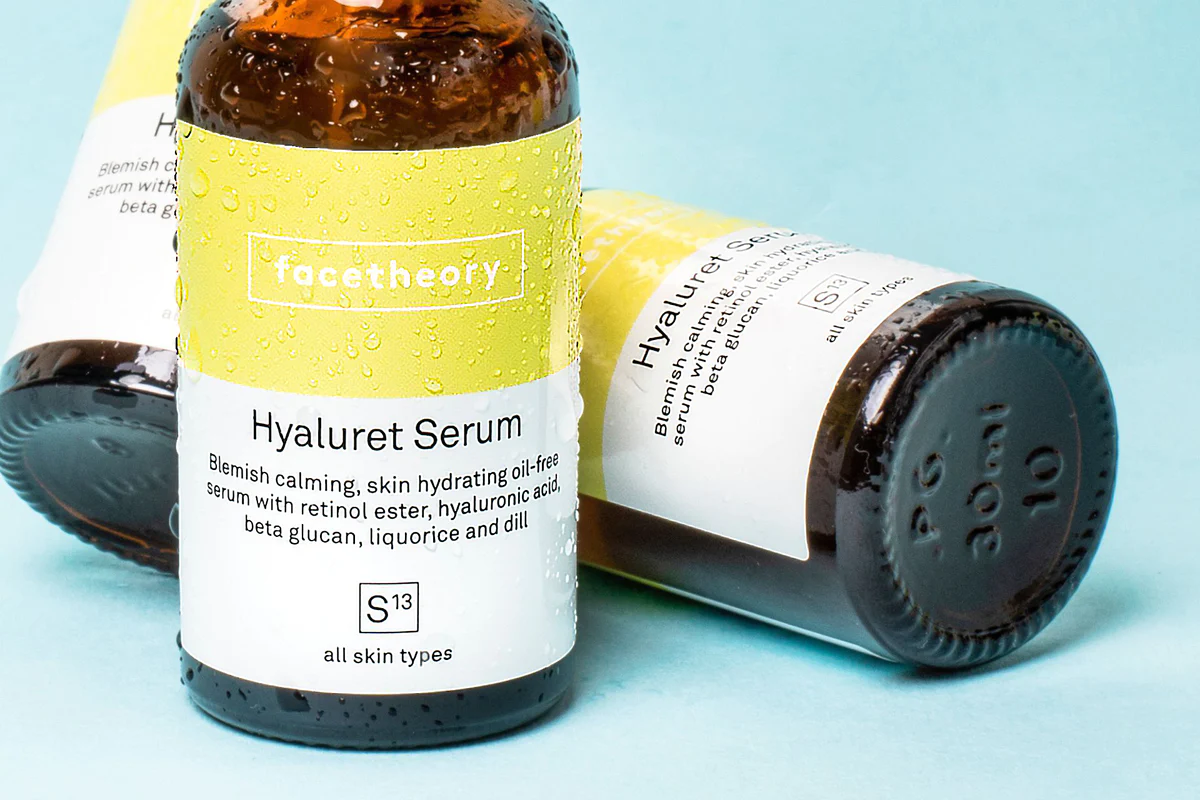 facetheory
Hyaluret Serum
Blemish calming, skin hydrating oil-free
serum with retinol ester, hyaluronic acid,
beta glucan, liquorice and dill
S13
all skin types
Blemish
serum with
beta
Hyaluret Serum
Blemish calming, skin
serum with retinol ester,
beta glucan, liquorice
S13
all skin types
PG
30ml
10